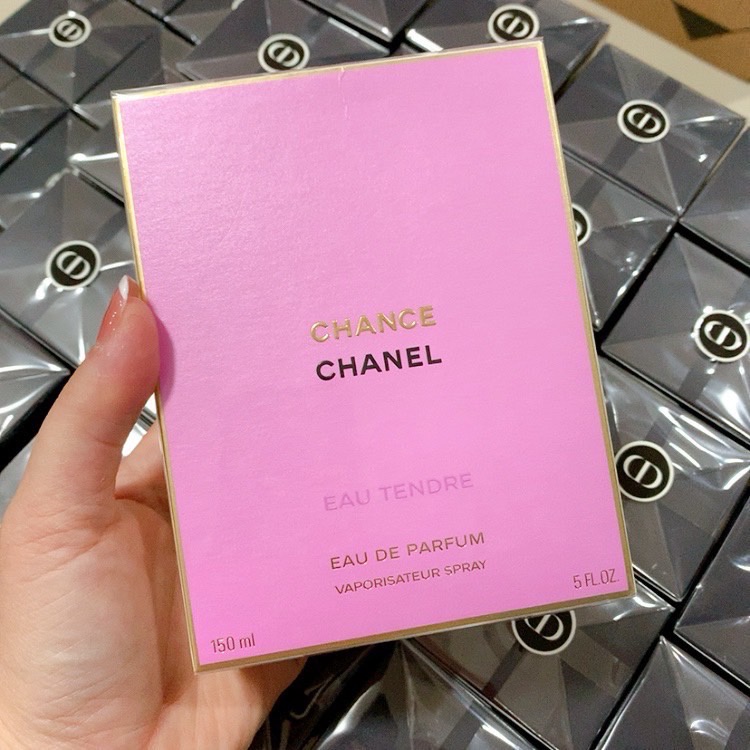 CHANCE
CHANEL
EAU TENDRE
EAU DE PARFUM
VAPORISATEUR SPRAY
150 ml
5 FL.OZ.